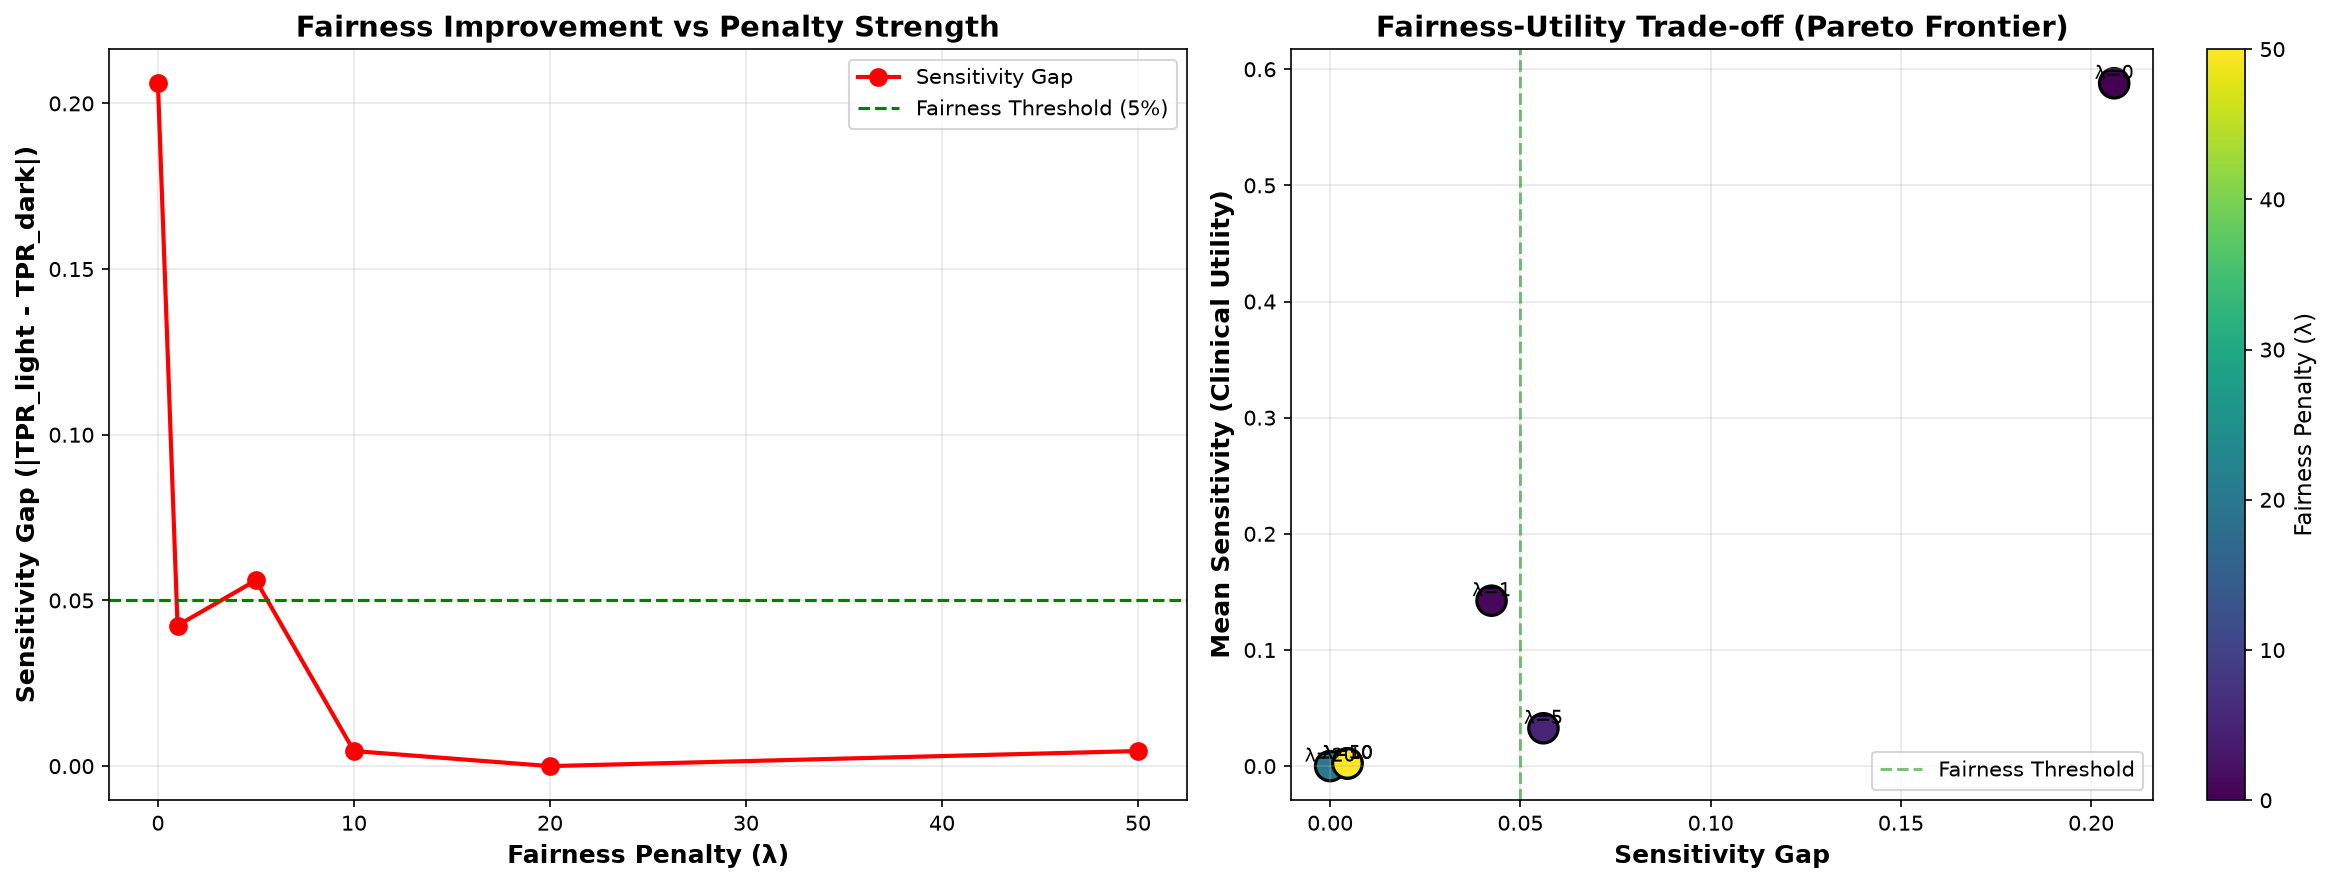 Fairness Improvement vs Penalty Strength
Sensitivity Gap (|TPR_light - TPR_dark|)
0.20
0.15
0.10
0.05
0.00
Sensitivity Gap
Fairness Threshold (5%)
0
10
20
30
40
50
Fairness Penalty (λ)
Fairness-Utility Trade-off (Pareto Frontier)
Mean Sensitivity (Clinical Utility)
0.6
0.5
0.4
0.3
0.2
0.1
0.0
λ=0
λ=1
λ=5
Fairness Threshold
0.00
0.05
0.10
0.15
0.20
Sensitivity Gap
50
40
30
20
10
0
Fairness Penalty (λ)